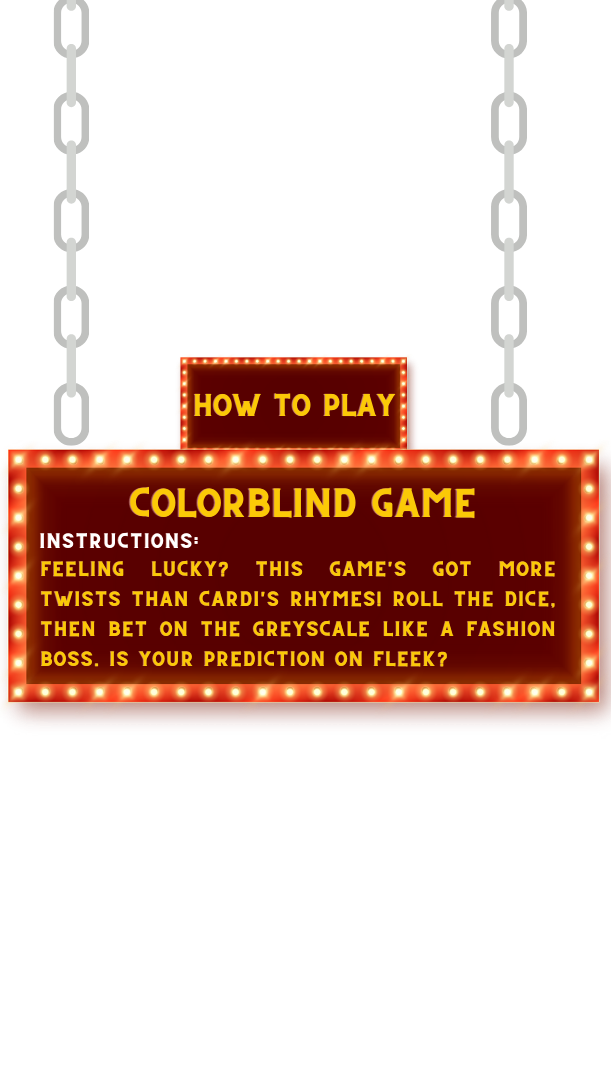 HOW TO PLAY
COLORBLIND GAME
INSTRUCTIONS:
FEELING LUCKY? THIS GAME'S GOT MORE
TWISTS THAN CARDI'S RHYMES! ROLL THE DICE,
THEN BET ON THE GREYSCALE LIKE A FASHION
BOSS. IS YOUR PREDICTION ON FLEEK?